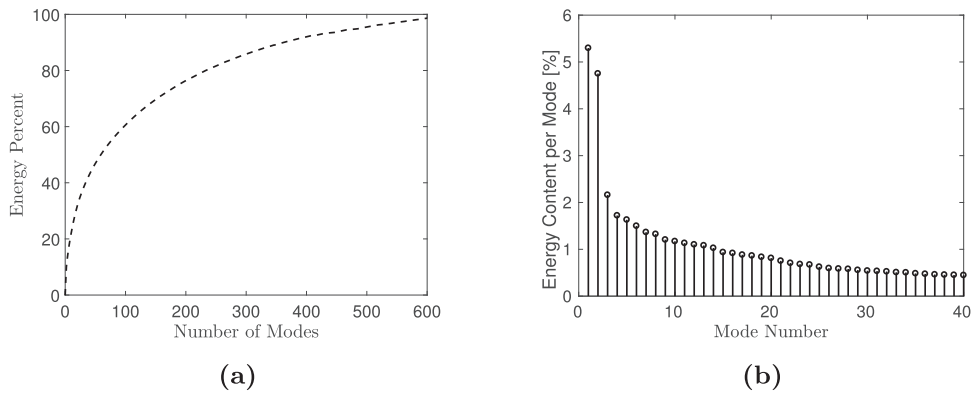 100
80
60
40
20
0
Energy Percent
0 100 200 300 400 500 600
Number of Modes
(a)
6
5
4
3
2
1
0
Energy Content per Mode [%]
0 10 20 30 40
Mode Number
(b)